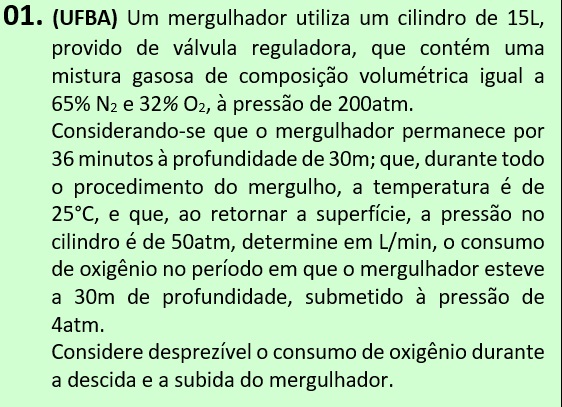 01. (UFBA) Um mergulhador utiliza um cilindro de 15L,
provido de válvula reguladora, que contém uma
mistura gasosa de composição volumétrica igual a
65% N₂ e 32% O₂, à pressão de 200atm.
Considerando-se que o mergulhador permanece por
36 minutos à profundidade de 30m; que, durante todo
o procedimento do mergulho, a temperatura é de
25°C, e que, ao retornar a superfície, a pressão no
cilindro é de 50atm, determine em L/min, o consumo
de oxigênio no período em que o mergulhador esteve
a 30m de profundidade, submetido à pressão de
4atm.
Considere desprezível o consumo de oxigênio durante
a descida e a subida do mergulhador.